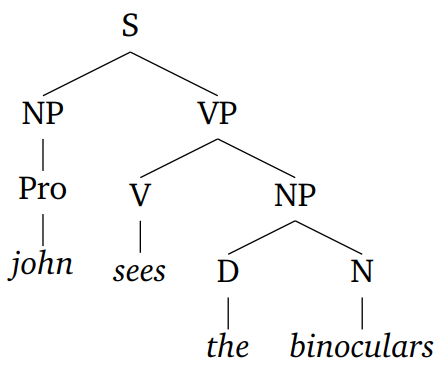 S
NP VP
Pro V NP
john sees D N
the binoculars